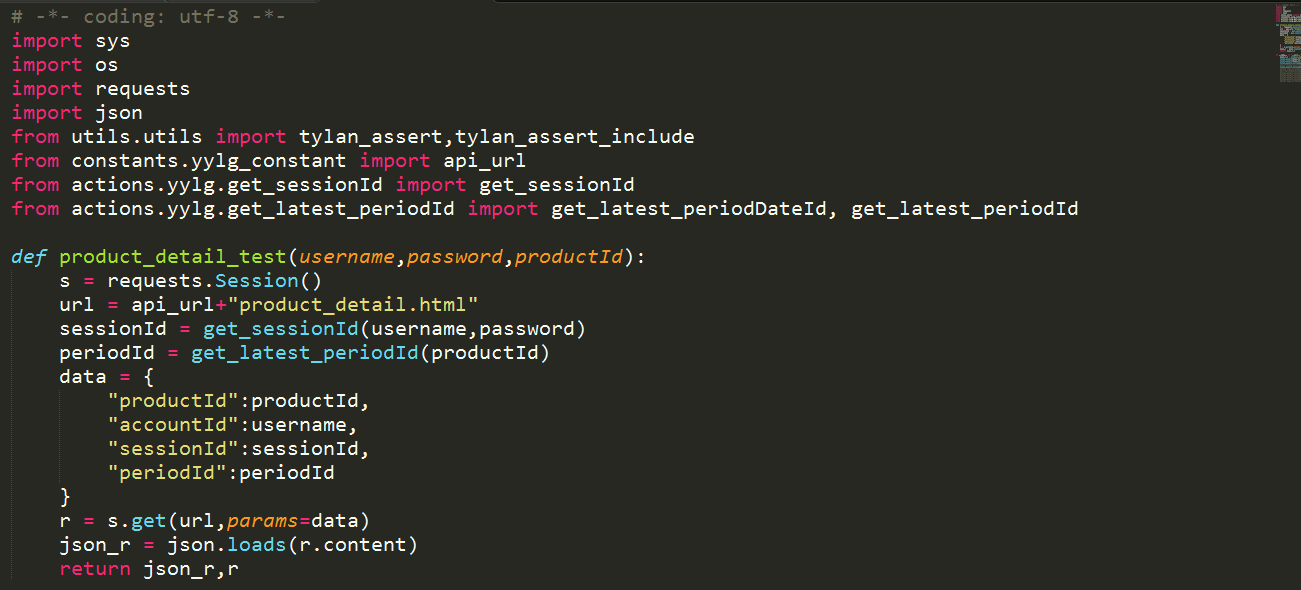 # -*- coding: utf-8 -*-
import sys
import os
import requests
import json
from utils.utils import tylan_assert,tylan_assert_include
from constants.yylg_constant import api_url
from actions.yylg.get_sessionId import get_sessionId
from actions.yylg.get_latest_periodId import get_latest_periodDateId, get_latest_periodId

def product_detail_test(username,password,productId):
    s = requests.Session()
    url = api_url+"product_detail.html"
    sessionId = get_sessionId(username,password)
    periodId = get_latest_periodId(productId)
    data = {
        "productId":productId,
        "accountId":username,
        "sessionId":sessionId,
        "periodId":periodId
    }
    r = s.get(url,params=data)
    json_r = json.loads(r.content)
    return json_r,r